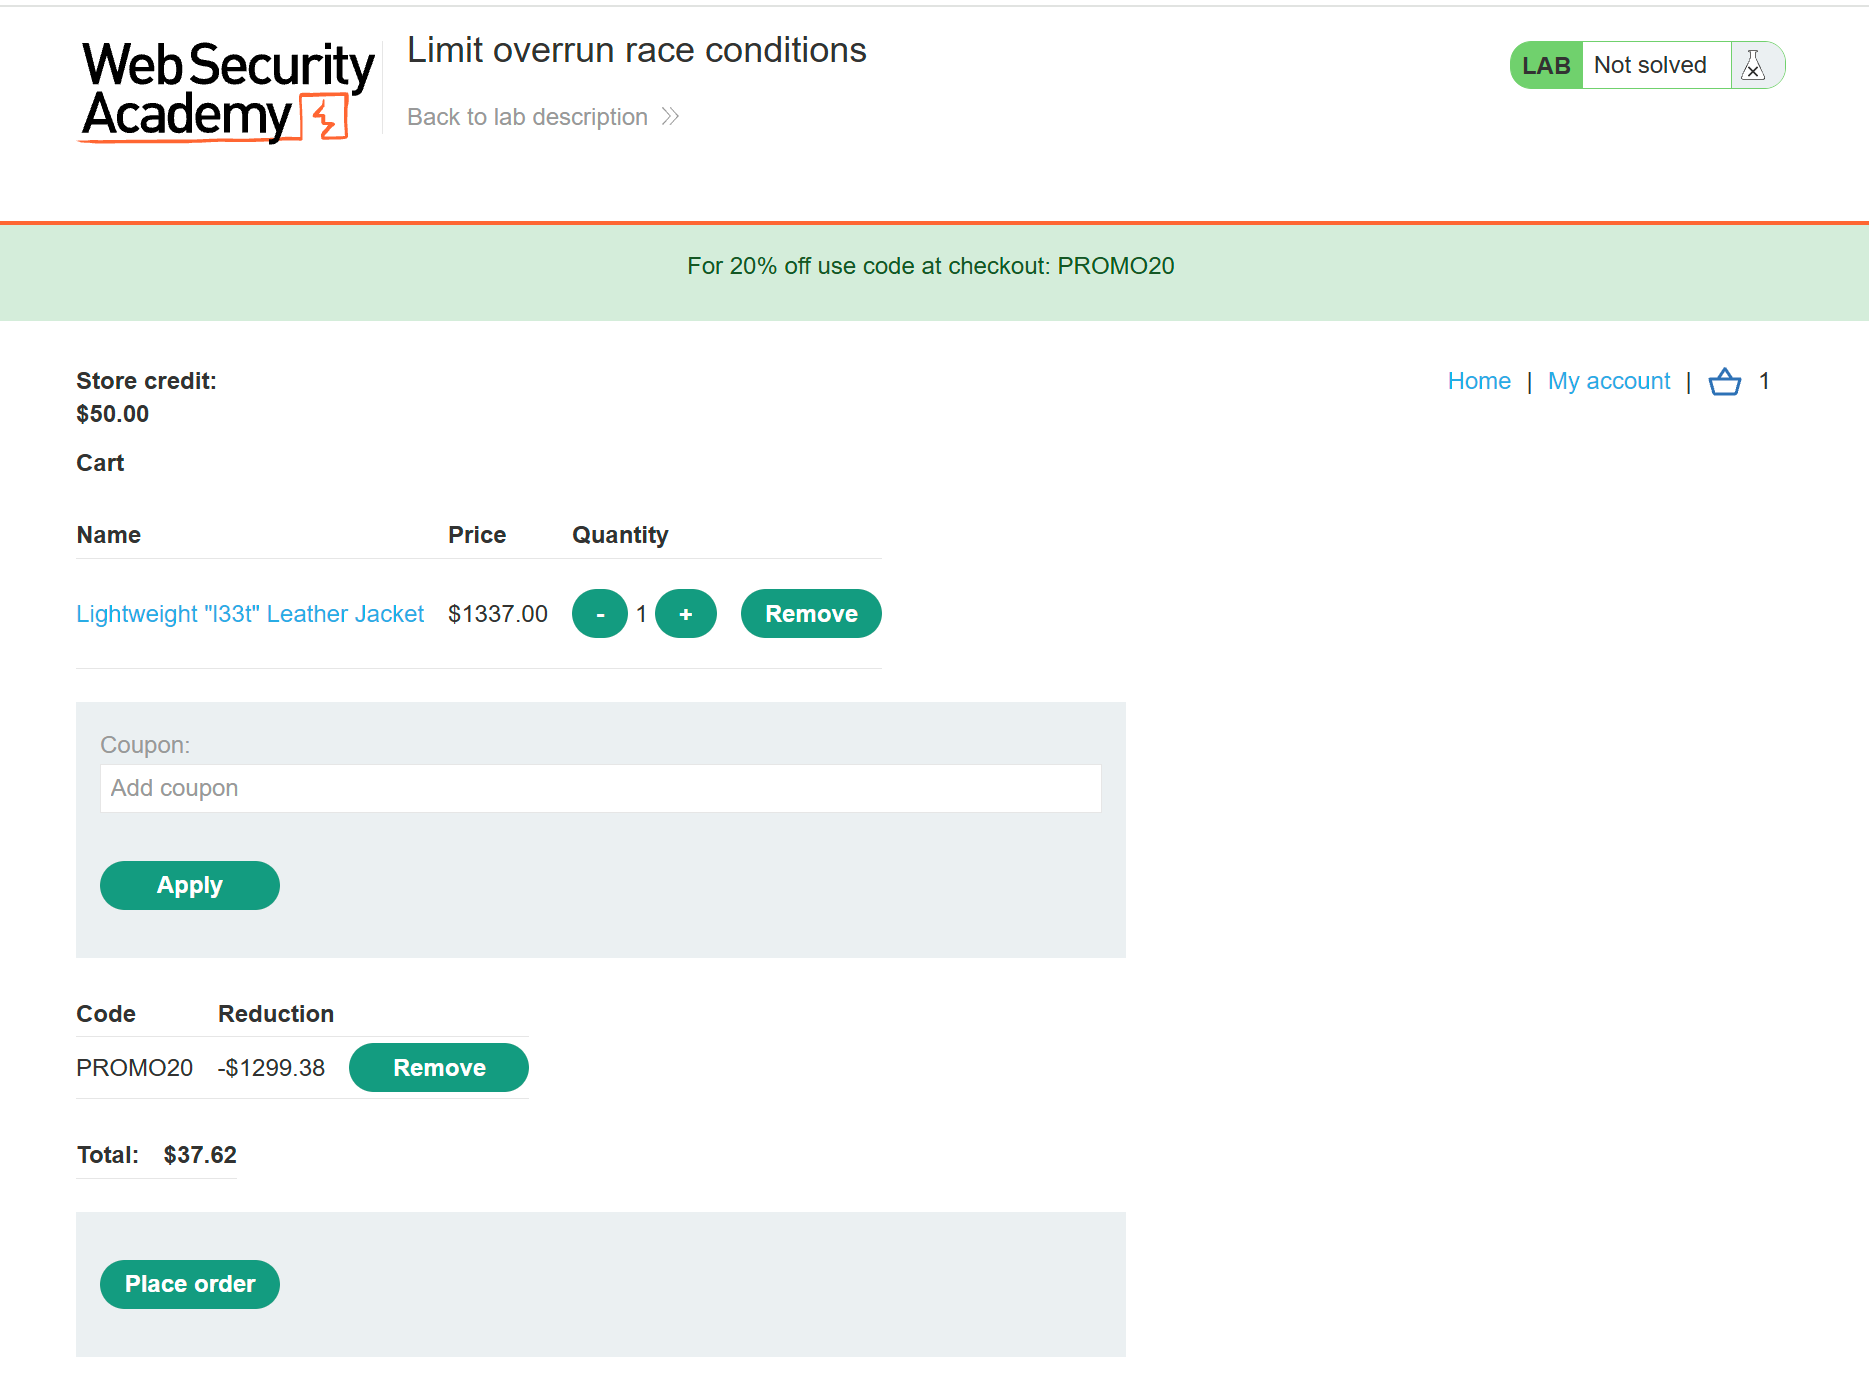 Web Security
Academy
Limit overrun race conditions
Back to lab description
LAB Not solved
For 20% off use code at checkout: PROMO20
Store credit:
$50.00
Home | My account | 1
Cart
Name Price Quantity
Lightweight "l33t" Leather Jacket $1337.00 - 1 + Remove
Coupon:
Add coupon
Apply
Code Reduction
PROMO20 -$1299.38 Remove
Total: $37.62
Place order